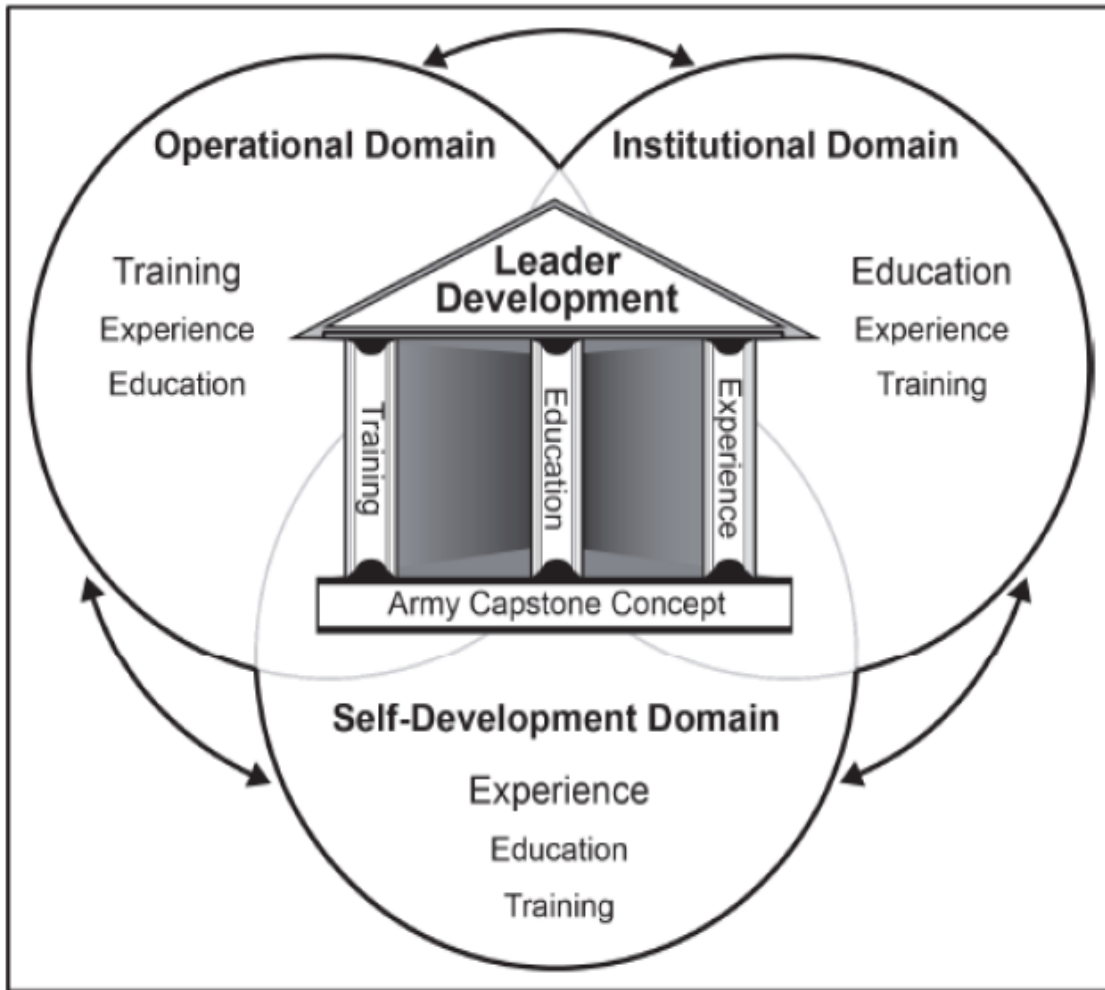 Operational Domain
Institutional Domain
Training
Experience
Education
Education
Experience
Training
Leader
Development
Training
Education
Experience
Army Capstone Concept
Self-Development Domain
Experience
Education
Training